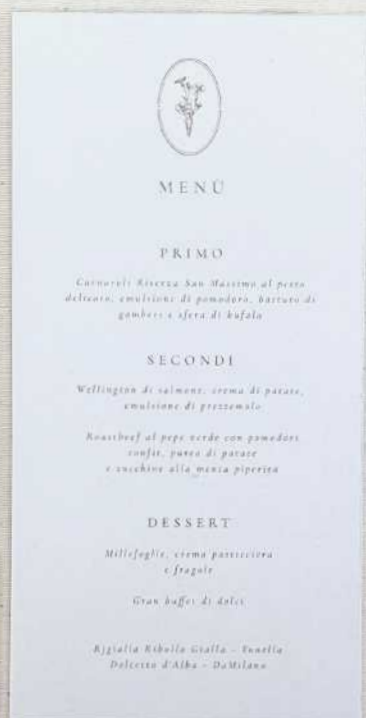 MENÙ
PRIMO
Carnaroli Riserva San Massimo al pesto
delicato, emulsione di pomodoro, battuto di
gamberi e sfera di bufala
SECONDI
Wellington di salmone, crema di patate,
emulsione di prezzemolo
Roastbeef al pepe verde con pomodori
confit, purea di patate
e zucchine alla menta piperita
DESSERT
Millefoglie, crema pasticciera
e fragole
Gran buffet di dolci
Ribolla Gialla -
Dolcetto d'Alba - DaMilano